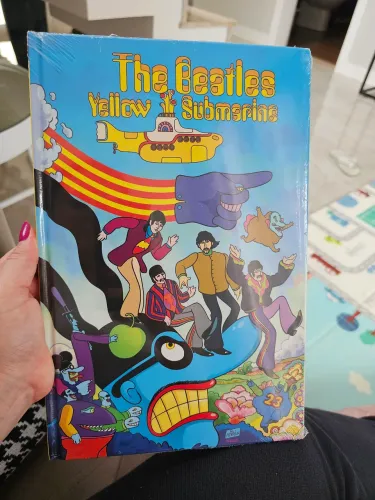 The Beatles
Yellow Submarine